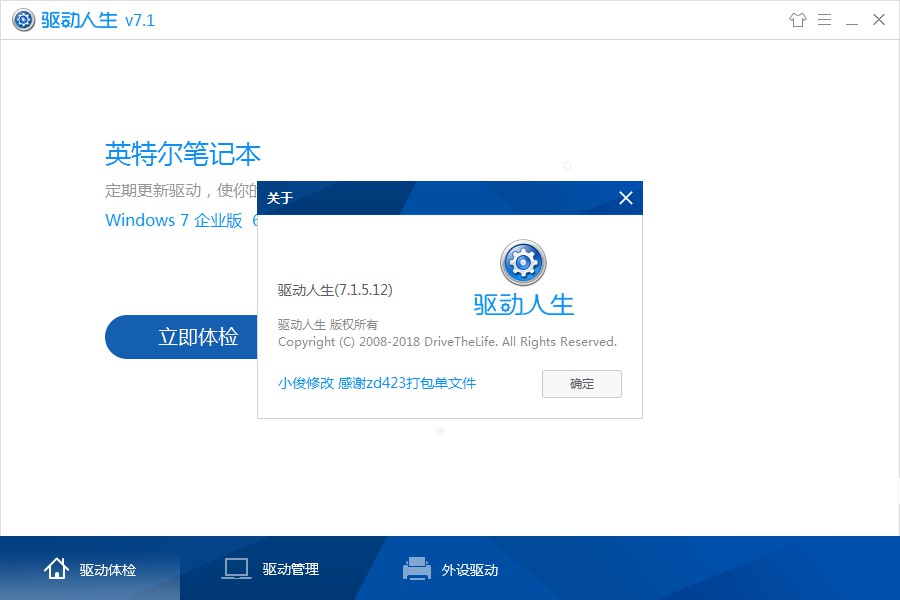 驱动人生 v7.1
英特尔笔记本
定期更新驱动，使你的
Windows 7 企业版
立即体检
关于
驱动人生
驱动人生(7.1.5.12)
驱动人生 版权所有
Copyright (C) 2008-2018 DriveTheLife. All Rights Reserved.
小俊修改 感谢zd423打包单文件
确定
驱动体检
驱动管理
外设驱动